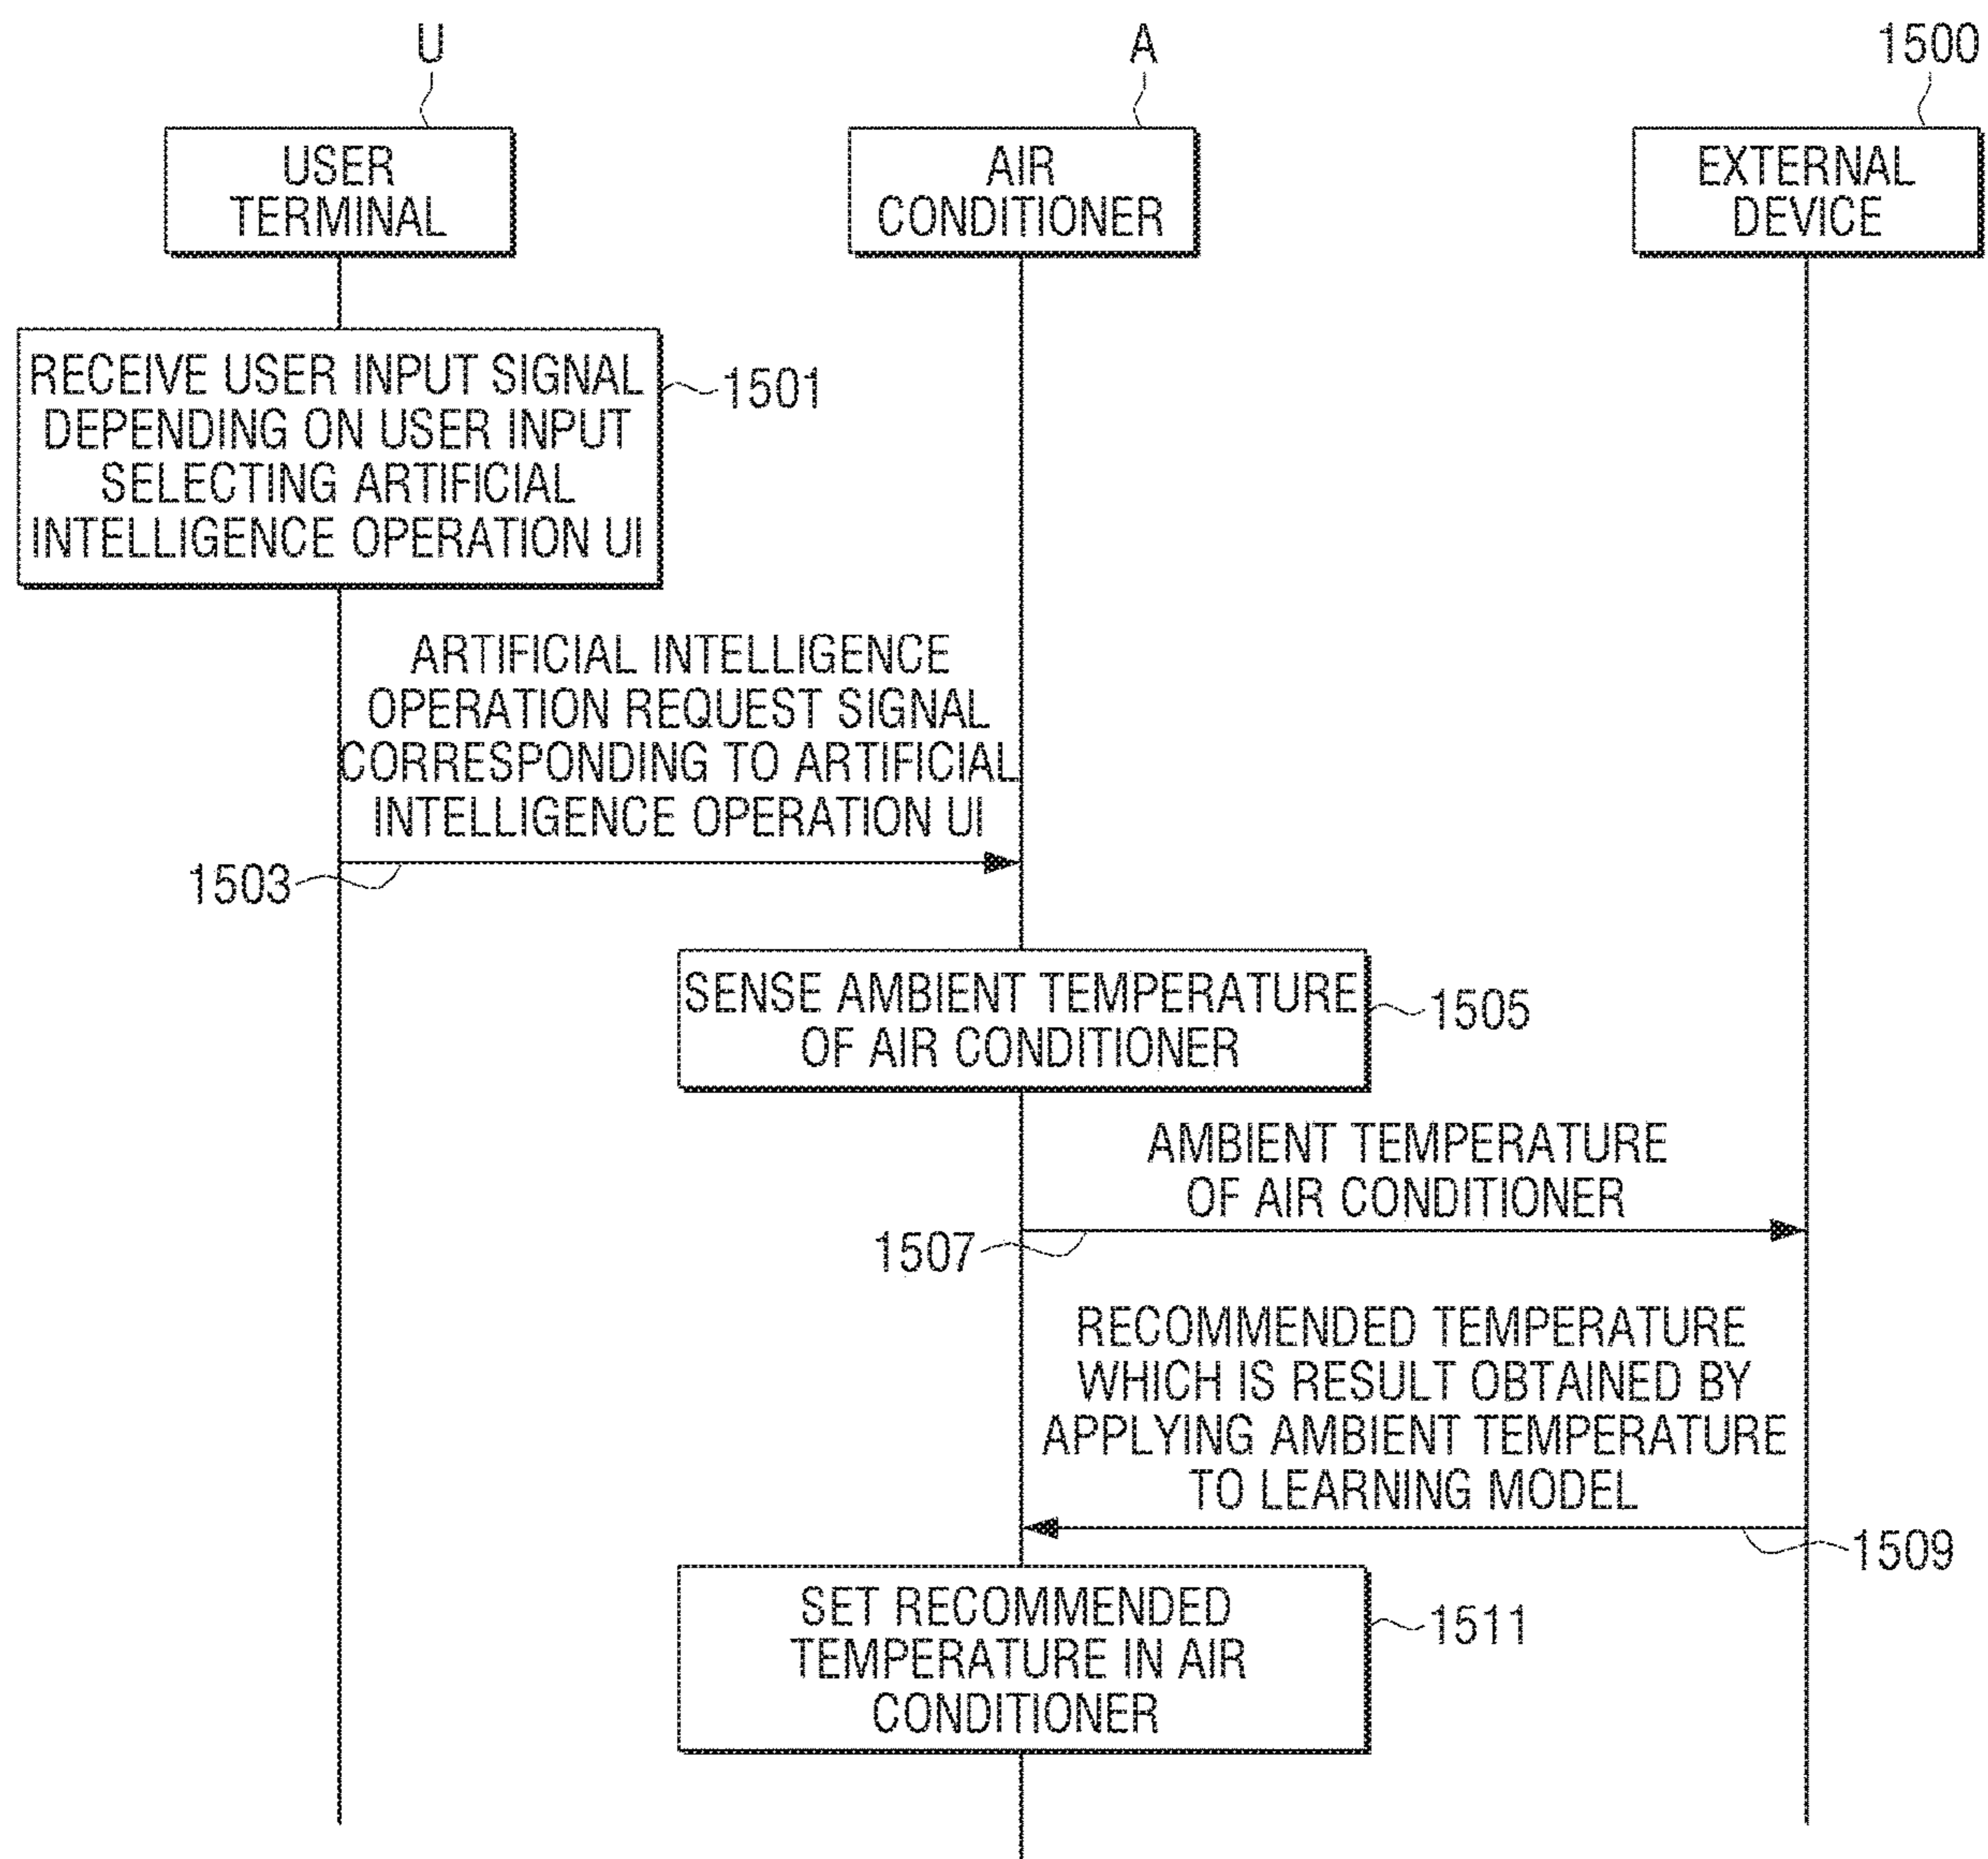 U
A
1500
USER
TERMINAL
AIR
CONDITIONER
EXTERNAL
DEVICE
RECEIVE USER INPUT SIGNAL
DEPENDING ON USER INPUT
SELECTING ARTIFICIAL
INTELLIGENCE OPERATION UI
1501
ARTIFICIAL INTELLIGENCE
OPERATION REQUEST SIGNAL
CORRESPONDING TO ARTIFICIAL
INTELLIGENCE OPERATION UI
1503
SENSE AMBIENT TEMPERATURE
OF AIR CONDITIONER
1505
AMBIENT TEMPERATURE
OF AIR CONDITIONER
1507
RECOMMENDED TEMPERATURE
WHICH IS RESULT OBTAINED BY
APPLYING AMBIENT TEMPERATURE
TO LEARNING MODEL
1509
SET RECOMMENDED
TEMPERATURE IN AIR
CONDITIONER
1511